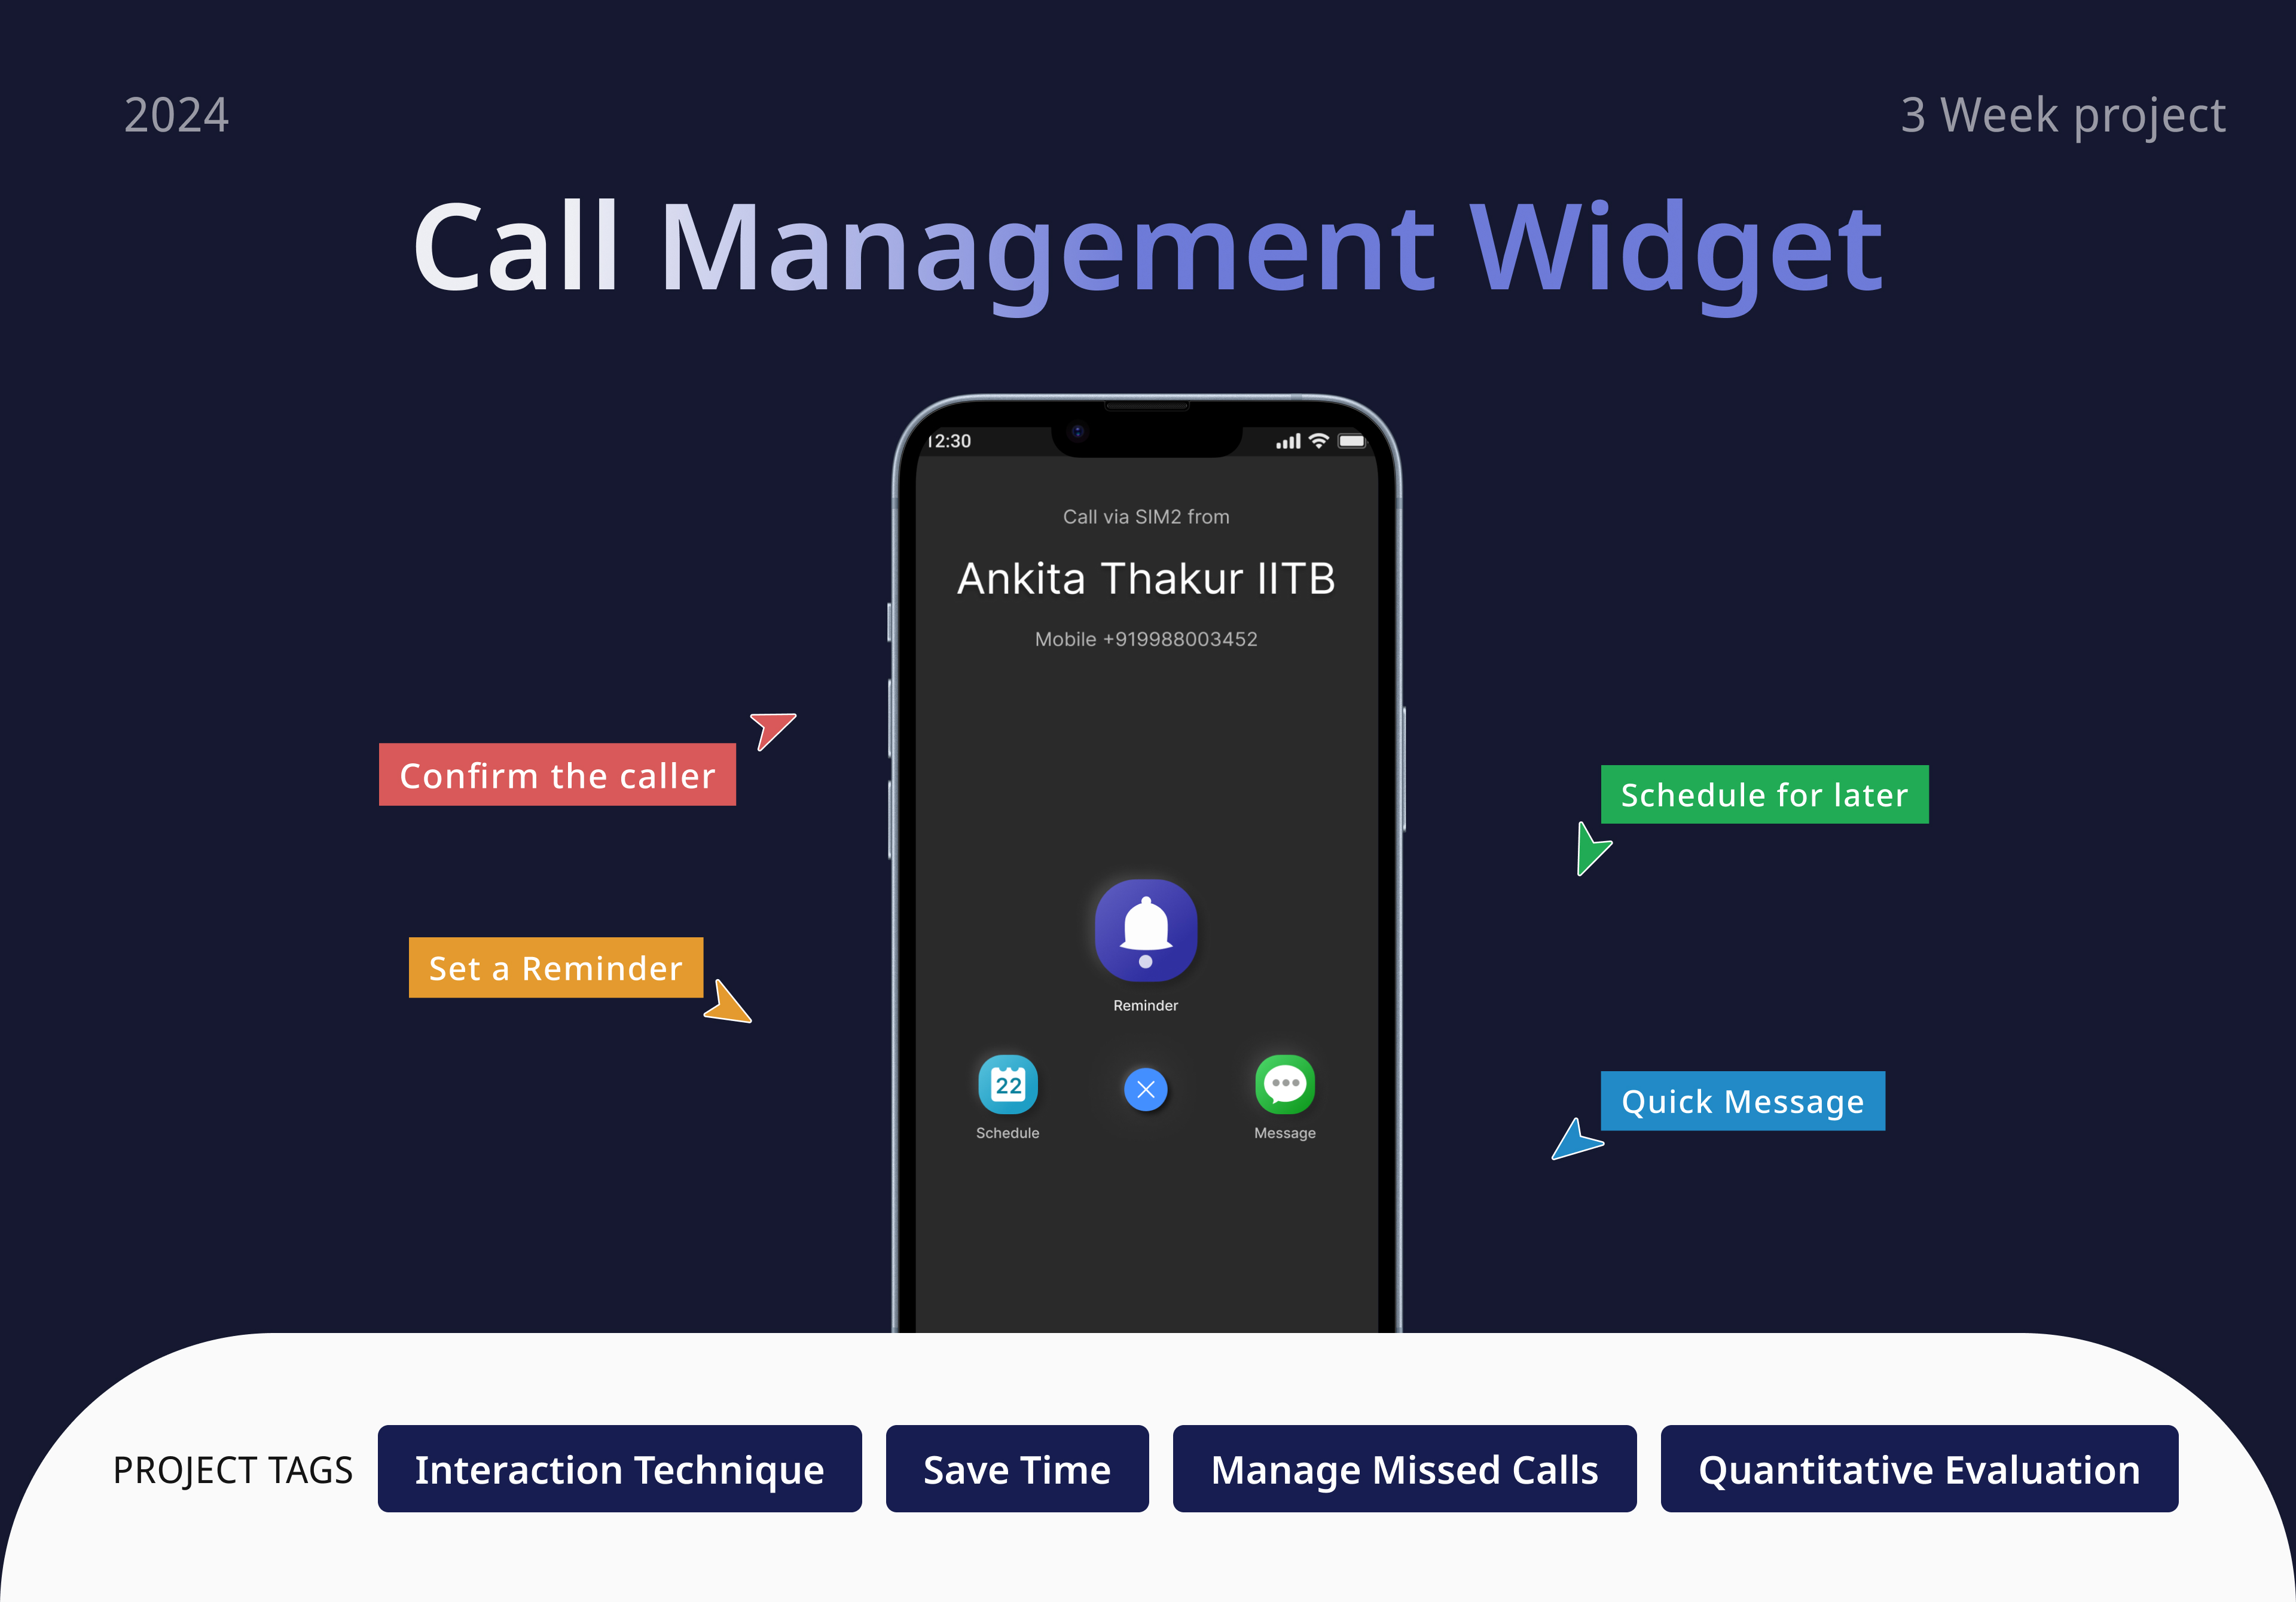 2024
3 Week project
Call Management Widget
12:30
Call via SIM2 from
Ankita Thakur IITB
Mobile +919988003452
Confirm the caller
Schedule for later
Set a Reminder
Reminder
Quick Message
22
Schedule
Message
PROJECT TAGS
Interaction Technique
Save Time
Manage Missed Calls
Quantitative Evaluation